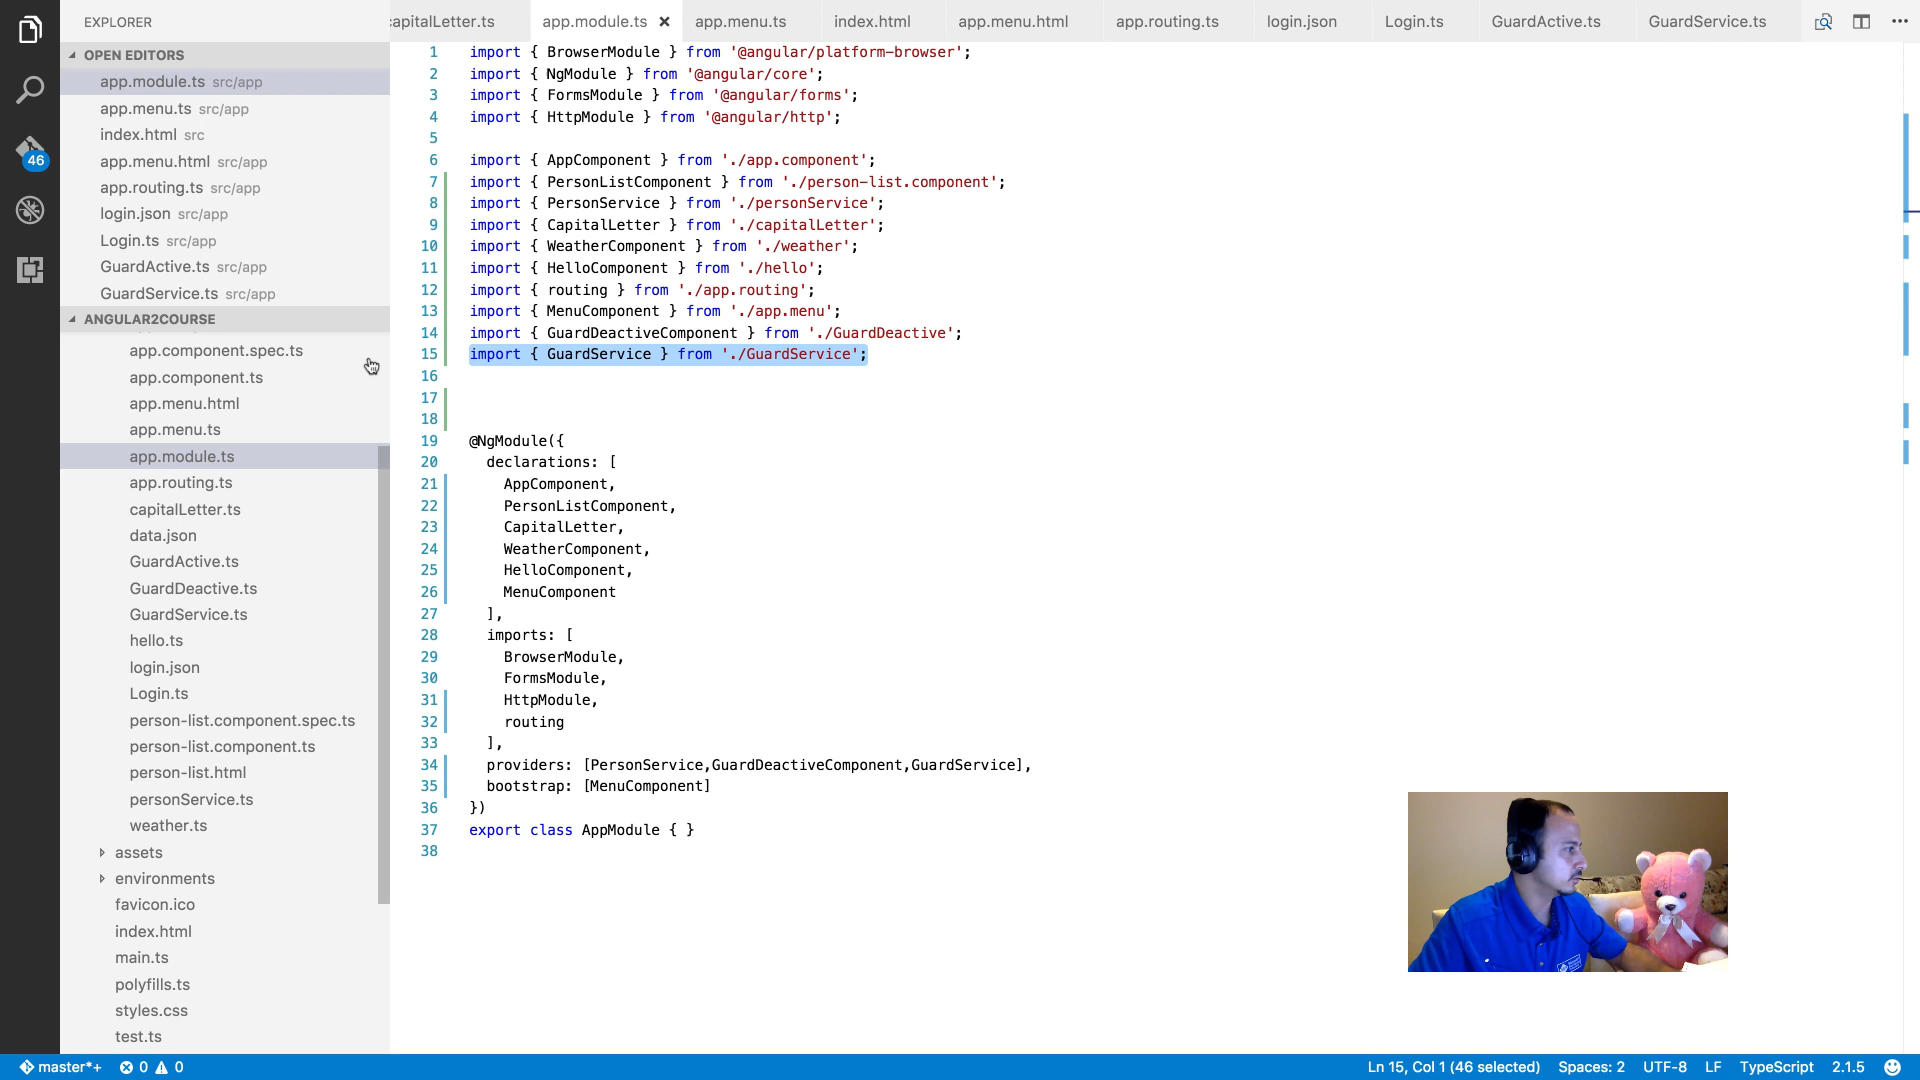 EXPLORER
OPEN EDITORS
app.module.ts src/app
app.menu.ts src/app
index.html src
app.menu.html src/app
app.routing.ts src/app
login.json src/app
Login.ts src/app
GuardActive.ts src/app
GuardService.ts src/app
46
ANGULAR2COURSE
app.component.spec.ts
app.component.ts
app.menu.html
app.menu.ts
app.module.ts
app.routing.ts
capitalLetter.ts
data.json
GuardActive.ts
GuardDeactive.ts
GuardService.ts
hello.ts
login.json
Login.ts
person-list.component.spec.ts
person-list.component.ts
person-list.html
personService.ts
weather.ts
assets
environments
favicon.ico
index.html
main.ts
polyfills.ts
styles.css
test.ts
apitalLetter.ts app.module.ts app.menu.ts index.html app.menu.html app.routing.ts login.json Login.ts GuardActive.ts GuardService.ts
1 import { BrowserModule } from '@angular/platform-browser';
2 import { NgModule } from '@angular/core';
3 import { FormsModule } from '@angular/forms';
4 import { HttpModule } from '@angular/http';
5
6 import { AppComponent } from './app.component';
7 import { PersonListComponent } from './person-list.component';
8 import { PersonService } from './personService';
9 import { CapitalLetter } from './capitalLetter';
10 import { WeatherComponent } from './weather';
11 import { HelloComponent } from './hello';
12 import { routing } from './app.routing';
13 import { MenuComponent } from './app.menu';
14 import { GuardDeactiveComponent } from './GuardDeactive';
15 import { GuardService } from './GuardService';
16
17
18
19 @NgModule({
20 declarations: [
21 AppComponent,
22 PersonListComponent,
23 CapitalLetter,
24 WeatherComponent,
25 HelloComponent,
26 MenuComponent
27 ],
28 imports: [
29 BrowserModule,
30 FormsModule,
31 HttpModule,
32 routing
33 ],
34 providers: [PersonService,GuardDeactiveComponent,GuardService],
35 bootstrap: [MenuComponent]
36 })
37 export class AppModule { }
38
master*+ 0 0 Ln 15, Col 1 (46 selected) Spaces: 2 UTF-8 LF TypeScript 2.1.5